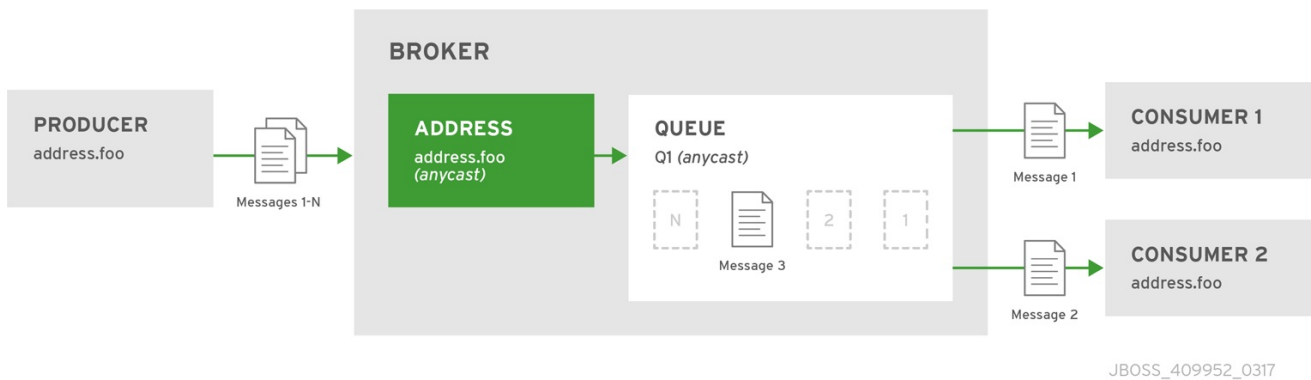 BROKER
PRODUCER
address.foo
Messages 1-N
ADDRESS
address.foo
(anycast)
QUEUE
Q1 (anycast)
N
2
1
Message 3
Message 1
CONSUMER 1
address.foo
Message 2
CONSUMER 2
address.foo
JBOSS_409952_0317